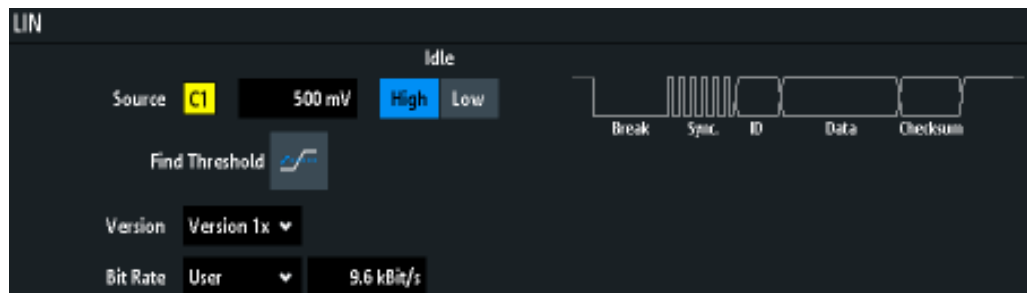 LIN
Idle
Source C1 500 mV High Low
Break Sync. ID Data Checksum
Find Threshold
Version Version 1x
Bit Rate User 9.6 kBit/s